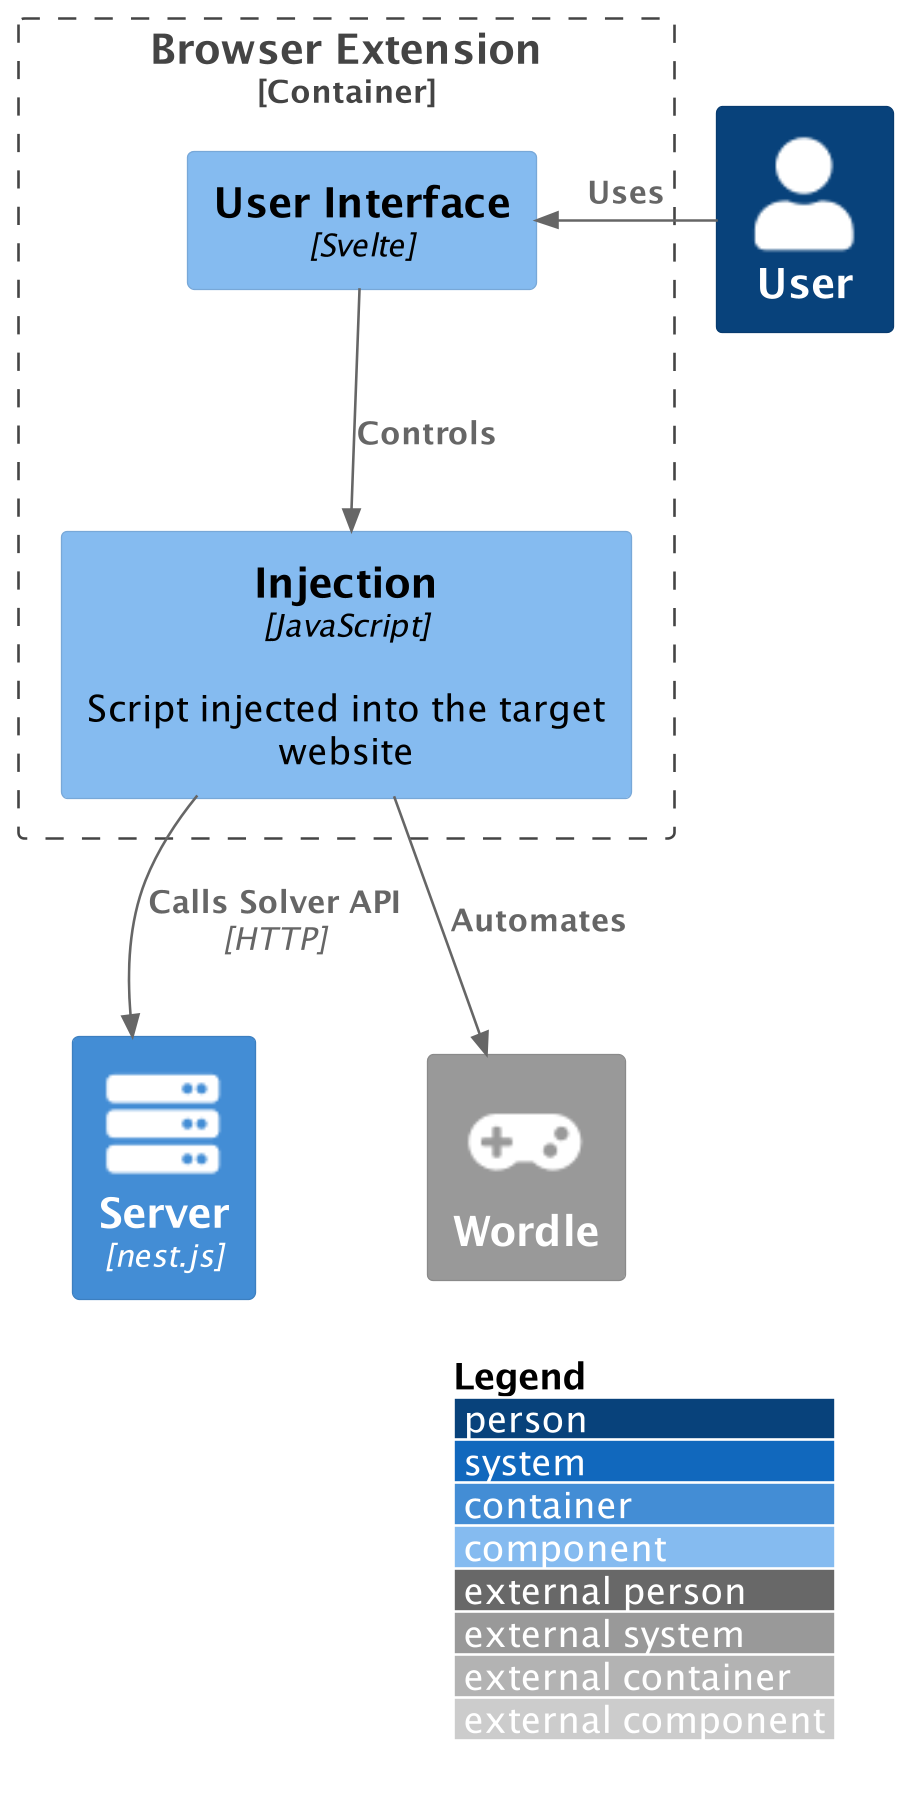 Browser Extension
[Container]
User Interface
[Svelte]
Uses
User
Controls
Injection
[JavaScript]
Script injected into the target
website
Calls Solver API
[HTTP]
Automates
Server
[nest.js]
Wordle
Legend
person
system
container
component
external person
external system
external container
external component